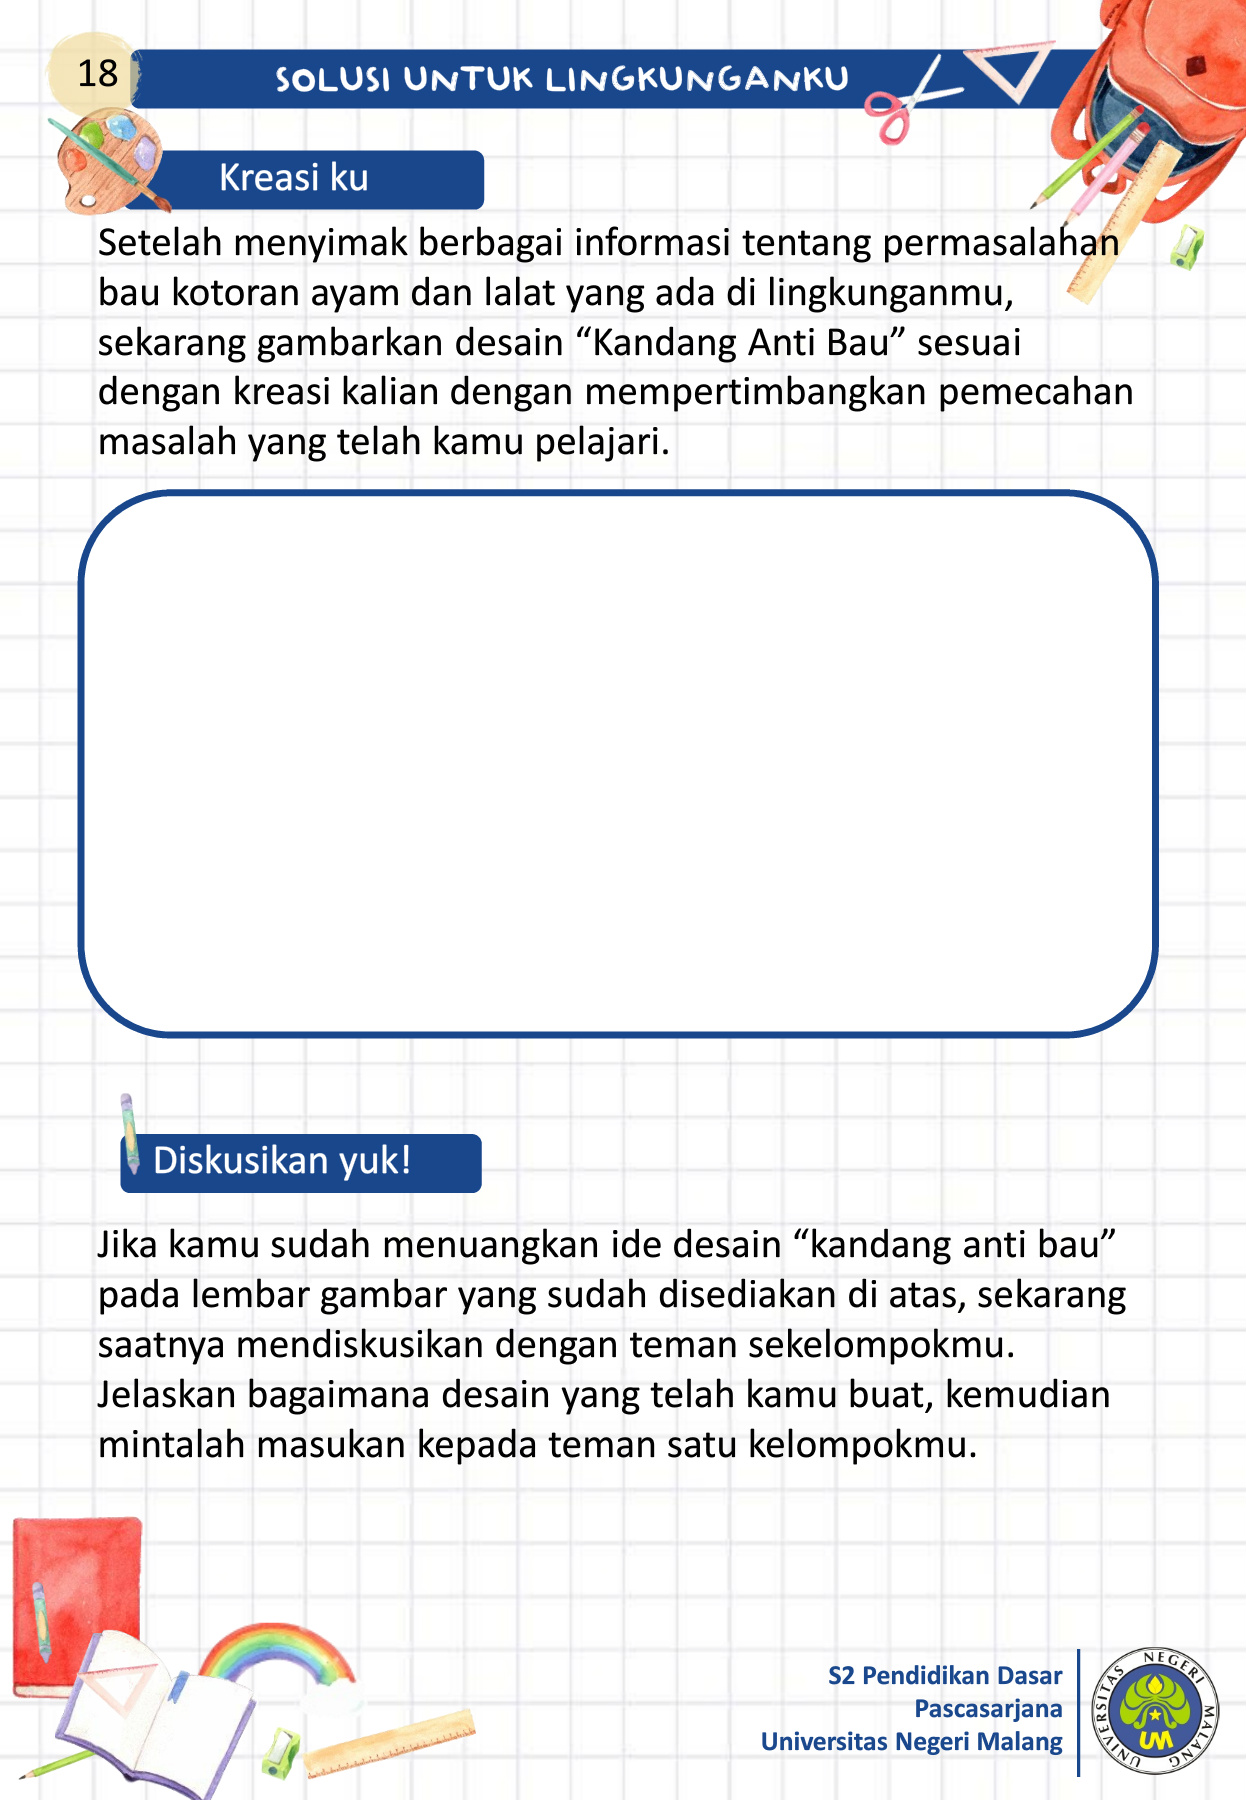 18
SOLUSI UNTUK LINGKUNGANKU
Kreasi ku
Setelah menyimak berbagai informasi tentang permasalahan
bau kotoran ayam dan lalat yang ada di lingkunganmu,
sekarang gambarkan desain “Kandang Anti Bau” sesuai
dengan kreasi kalian dengan mempertimbangkan pemecahan
masalah yang telah kamu pelajari.
Diskusikan yuk!
Jika kamu sudah menuangkan ide desain “kandang anti bau”
pada lembar gambar yang sudah disediakan di atas, sekarang
saatnya mendiskusikan dengan teman sekelompokmu.
Jelaskan bagaimana desain yang telah kamu buat, kemudian
mintalah masukan kepada teman satu kelompokmu.
S2 Pendidikan Dasar
Pascasarjana
Universitas Negeri Malang
UNIVERSITAS NEGERI MALANG
UM